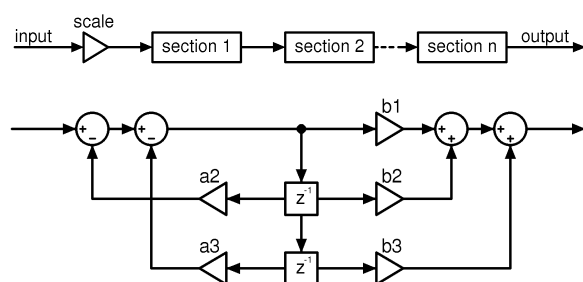 scale
input
section 1
section 2
section n
output
b1
+
−
+
−
+
+
+
+
a2
z⁻¹
b2
a3
z⁻¹
b3